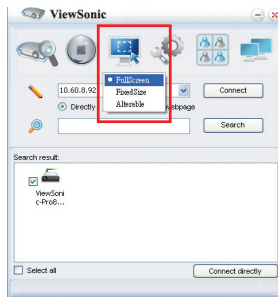 ViewSonic
FullScreen
FixedSize
Alterable
10.60.8.92
Connect
Directly
webpage
Search
Search result:
ViewSoni
c-Pro8...
Select all
Connect directly